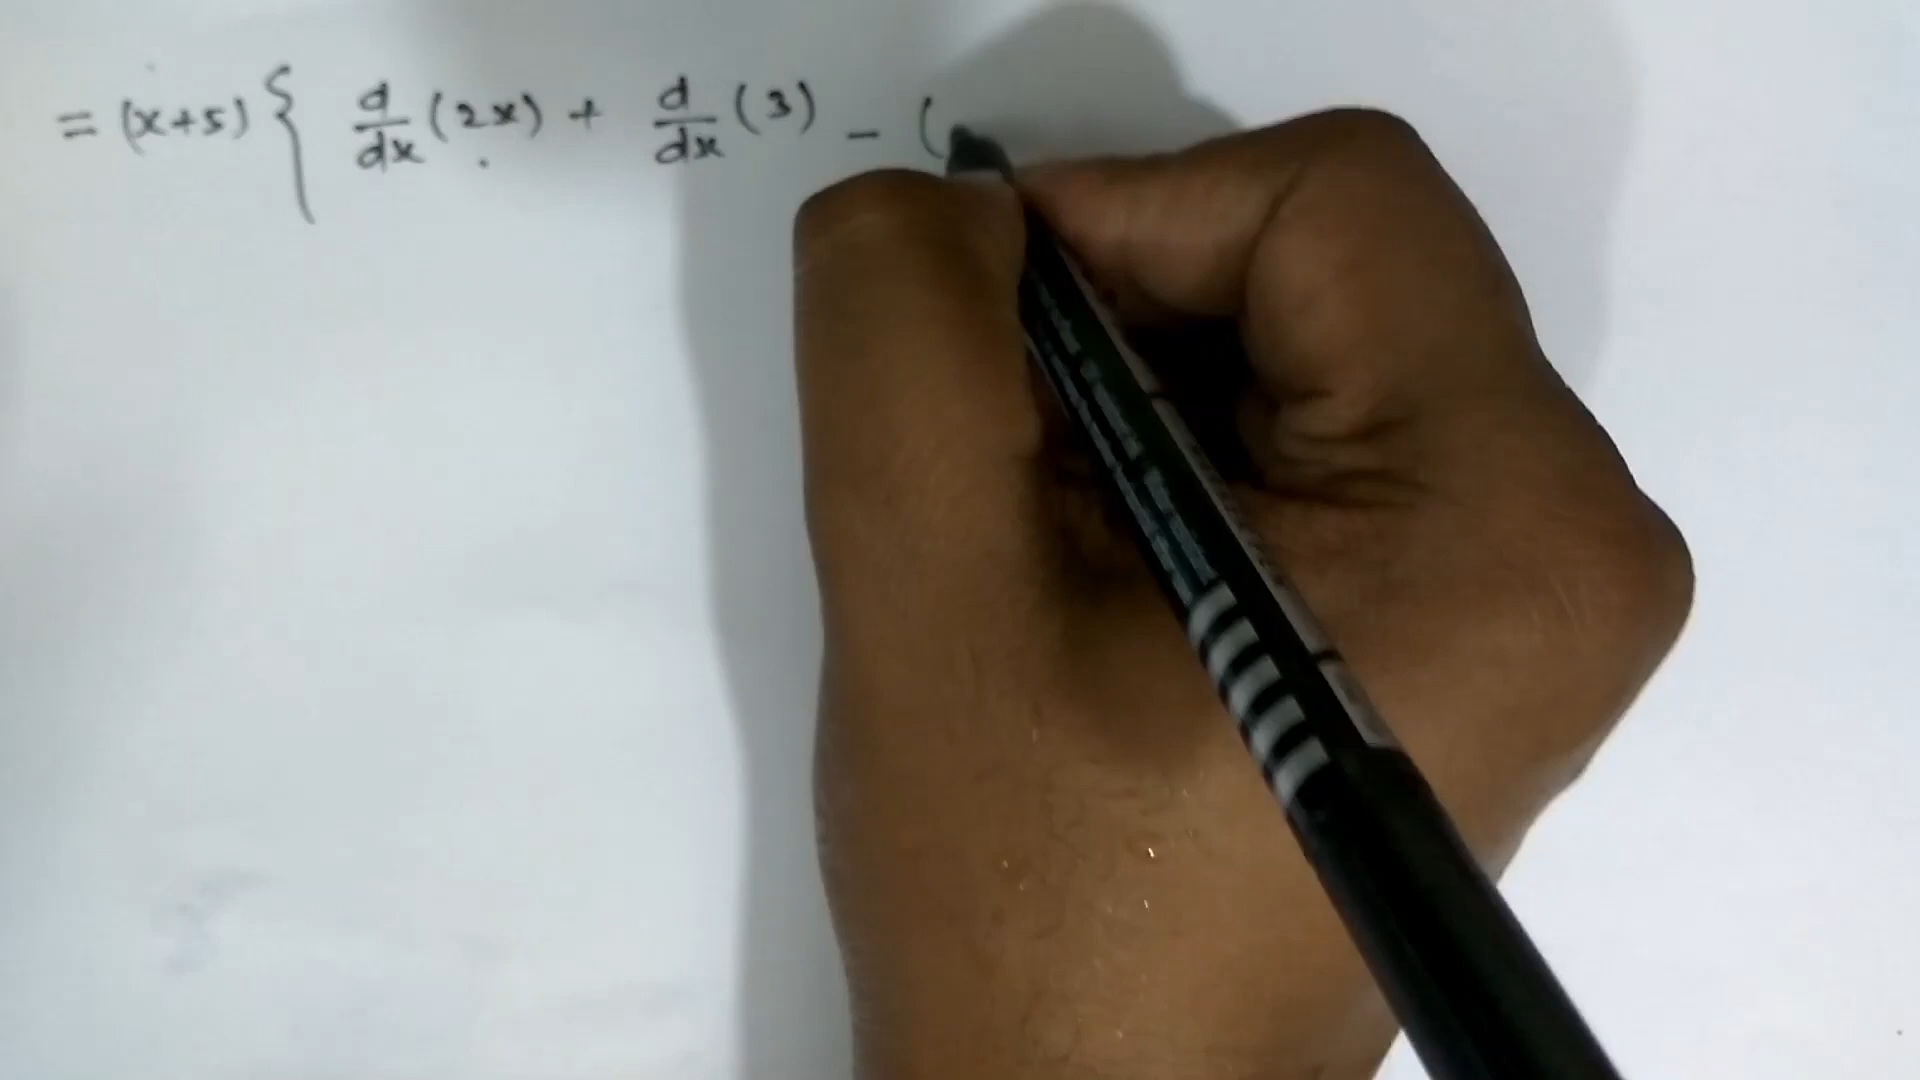 = (x+5) { d/dx (2x) + d/dx (3) - (